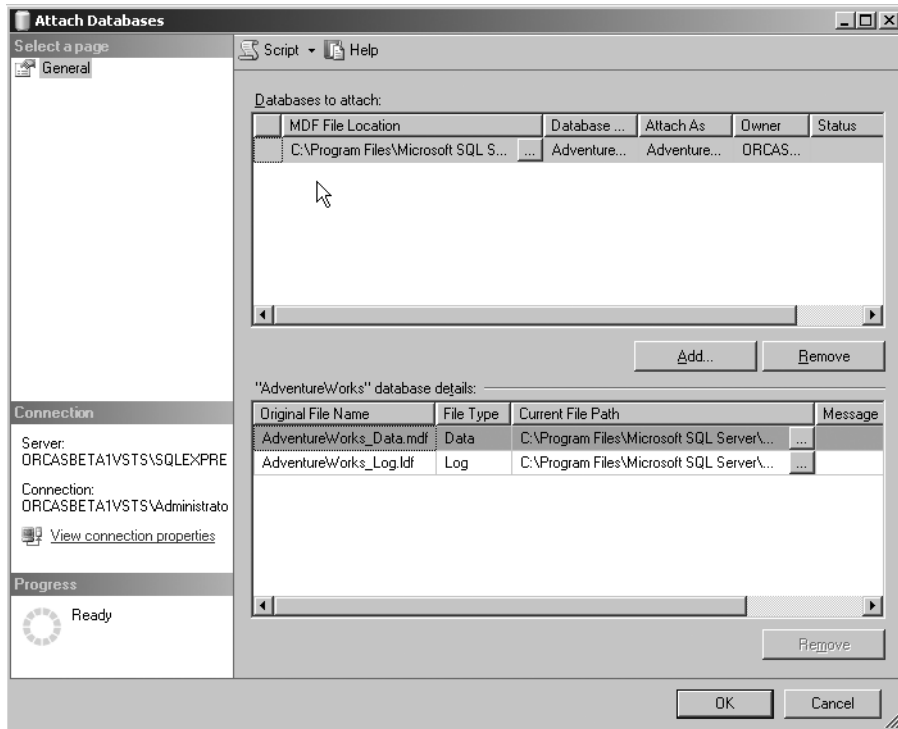 Attach Databases
Select a page
General
Script Help
Databases to attach:
MDF File Location Database ... Attach As Owner Status
C:\Program Files\Microsoft SQL S... ... Adventure... Adventure... ORCAS...
Add... Remove
"AdventureWorks" database details:
Original File Name File Type Current File Path Message
AdventureWorks_Data.mdf Data C:\Program Files\Microsoft SQL Server\... ...
AdventureWorks_Log.ldf Log C:\Program Files\Microsoft SQL Server\... ...
Connection
Server:
ORCASBETA1VSTS\SQLEXPRE
Connection:
ORCASBETA1VSTS\Administrato
View connection properties
Progress
Ready
Remove
OK Cancel